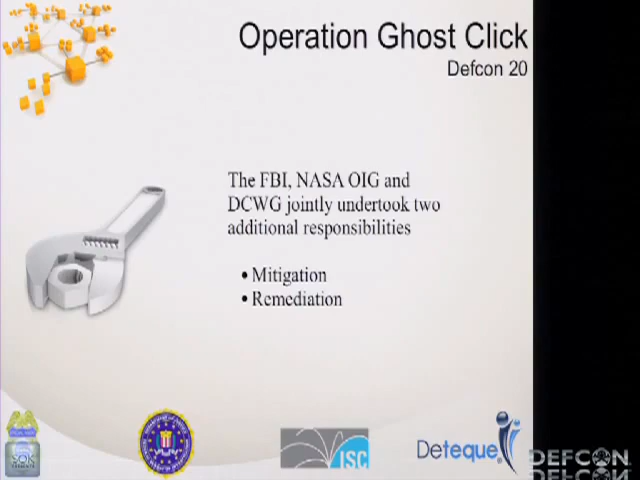 Operation Ghost Click
Defcon 20
The FBI, NASA OIG and
DCWG jointly undertook two
additional responsibilities
• Mitigation
• Remediation
ISC
Deteque
DEFCON